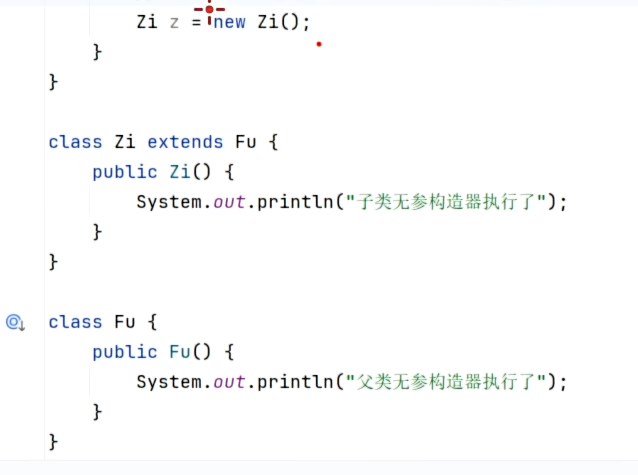 Zi z = new Zi();
}
}
class Zi extends Fu {
public Zi() {
System.out.println("子类无参构造器执行了");
}
}
class Fu {
public Fu() {
System.out.println("父类无参构造器执行了");
}
}